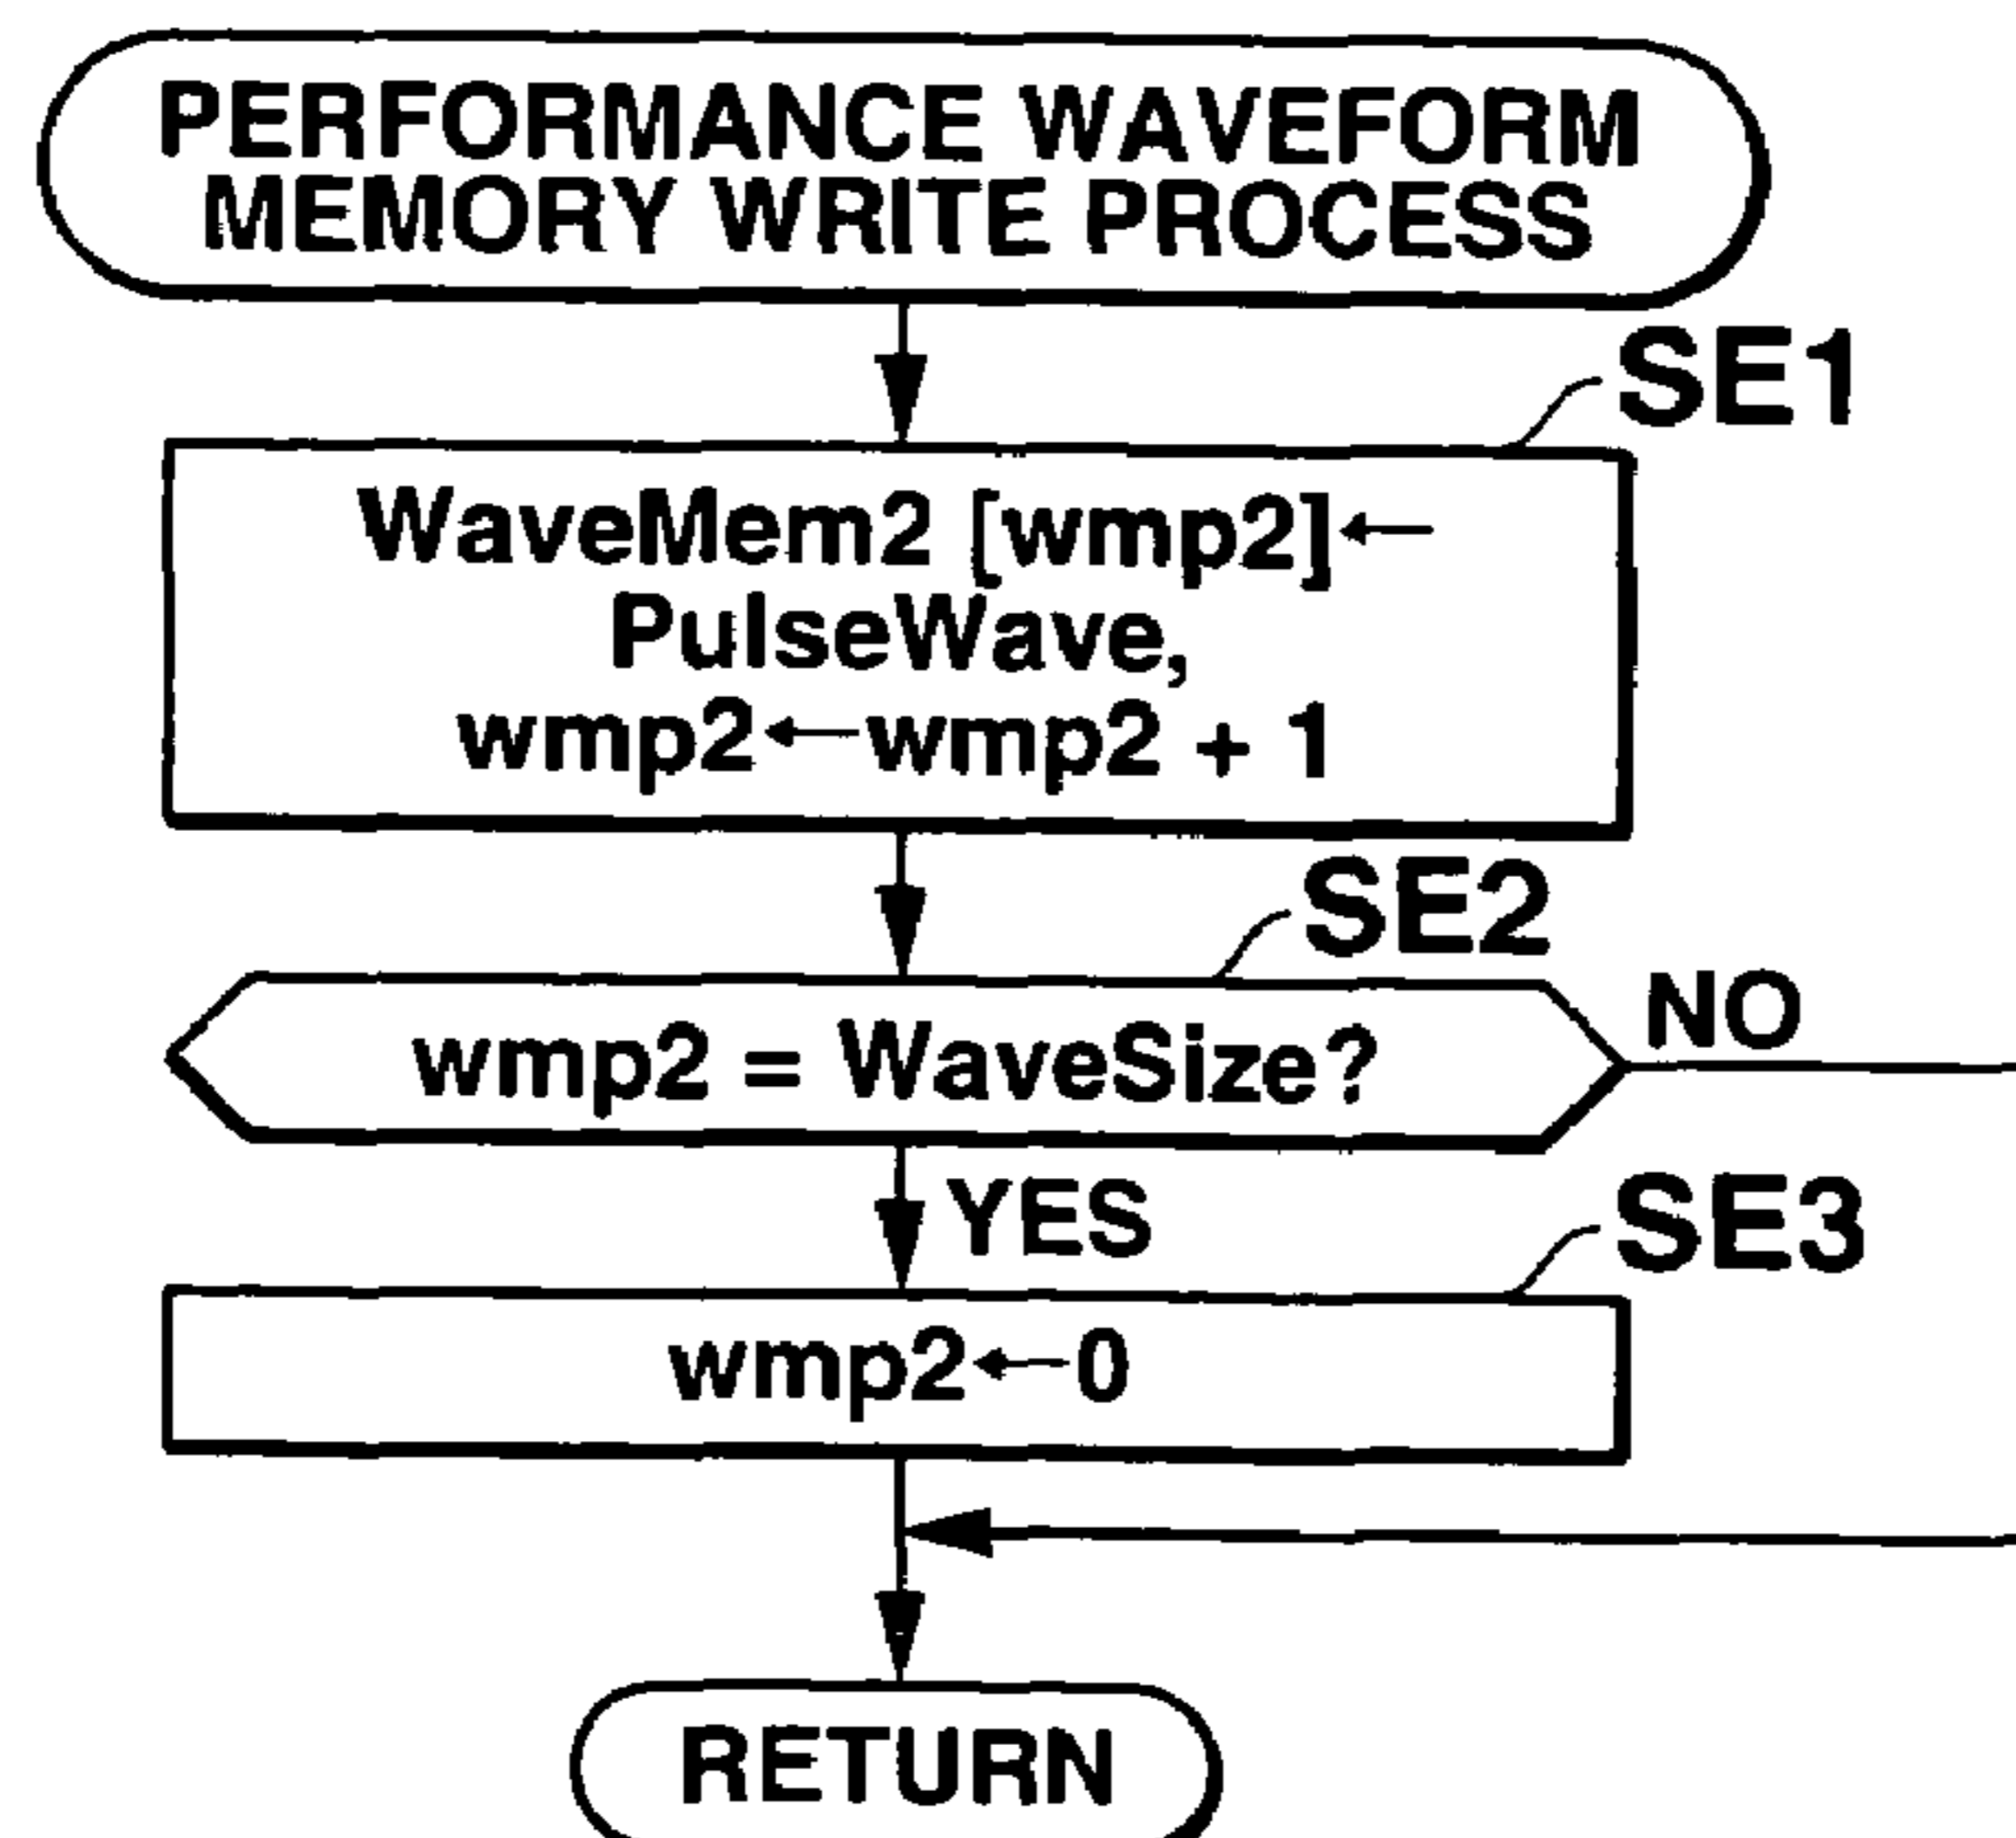 PERFORMANCE WAVEFORM
MEMORY WRITE PROCESS
SE1
WaveMem2 [wmp2]←
PulseWave,
wmp2←wmp2 + 1
SE2
wmp2 = WaveSize?
NO
YES
SE3
wmp2←0
RETURN